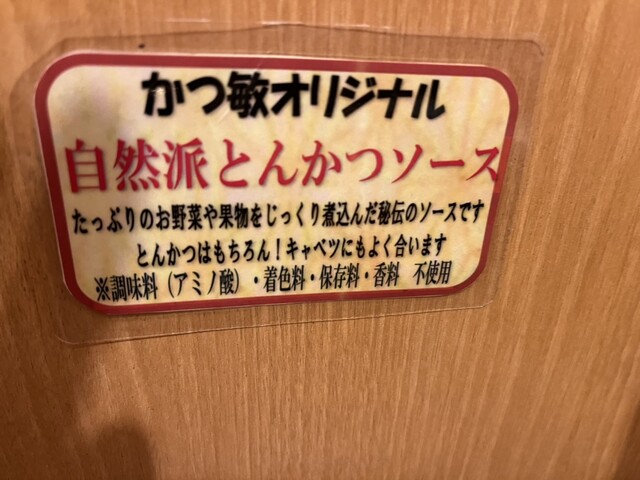 かつ敏オリジナル
自然派とんかつソース
たっぷりのお野菜や果物をじっくり煮込んだ秘伝のソースです
とんかつはもちろん!キャベツにもよく合います
※調味料(アミノ酸)・着色料・保存料・香料 不使用